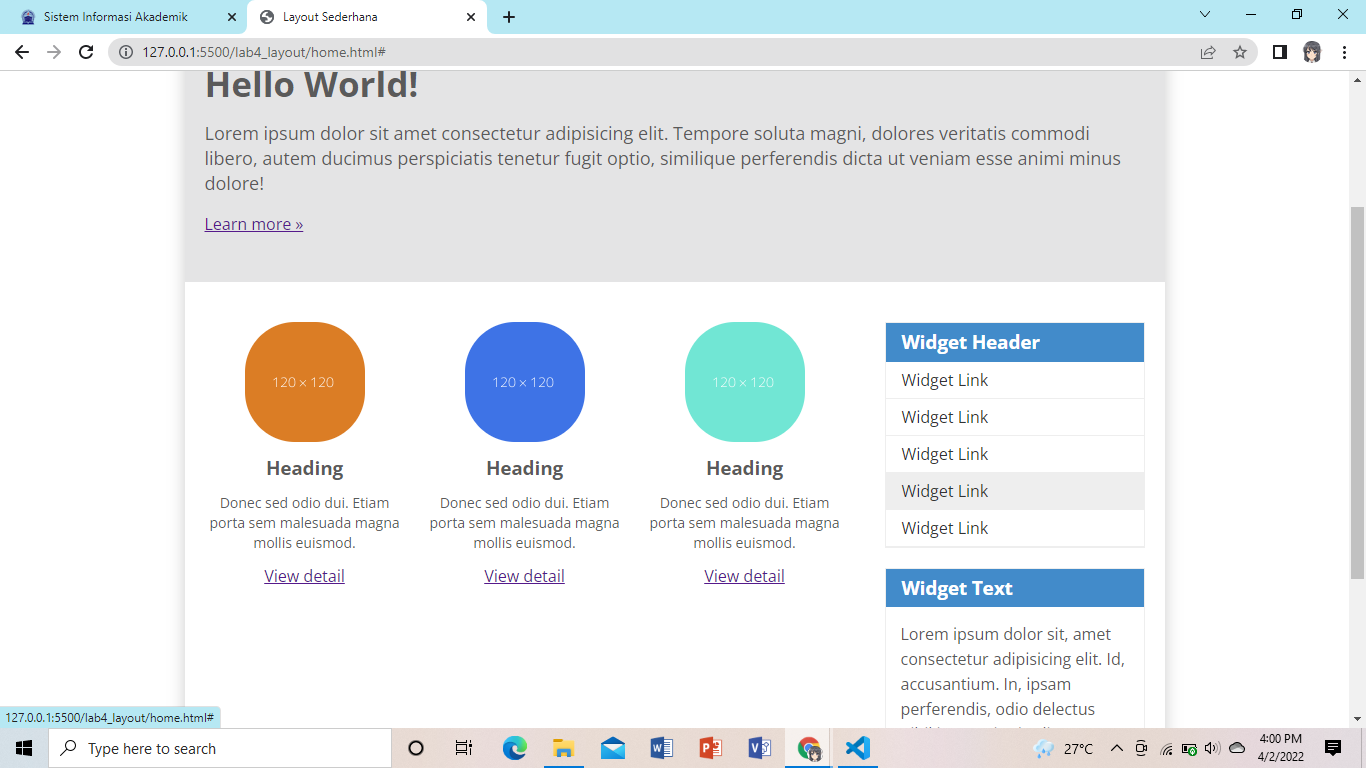 Sistem Informasi Akademik
Layout Sederhana
127.0.0.1:5500/lab4_layout/home.html#
Hello World!
Lorem ipsum dolor sit amet consectetur adipisicing elit. Tempore soluta magni, dolores veritatis commodi
libero, autem ducimus perspiciatis tenetur fugit optio, similique perferendis dicta ut veniam esse animi minus
dolore!
Learn more »
120 × 120
Heading
Donec sed odio dui. Etiam
porta sem malesuada magna
mollis euismod.
View detail
120 × 120
Heading
Donec sed odio dui. Etiam
porta sem malesuada magna
mollis euismod.
View detail
120 × 120
Heading
Donec sed odio dui. Etiam
porta sem malesuada magna
mollis euismod.
View detail
Widget Header
Widget Link
Widget Link
Widget Link
Widget Link
Widget Link
Widget Text
Lorem ipsum dolor sit, amet
consectetur adipisicing elit. Id,
accusantium. In, ipsam
perferendis, odio delectus
127.0.0.1:5500/lab4_layout/home.html#
Type here to search
27°C
4:00 PM
4/2/2022